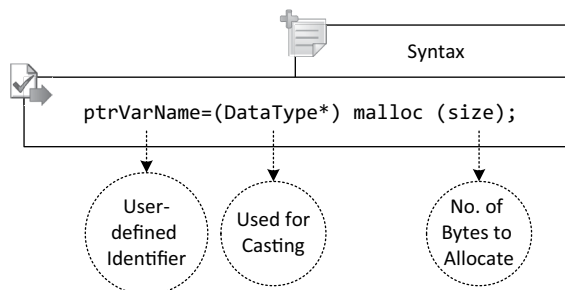 Syntax
ptrVarName=(DataType*) malloc (size);
User-
defined
Identifier
Used for
Casting
No. of
Bytes to
Allocate